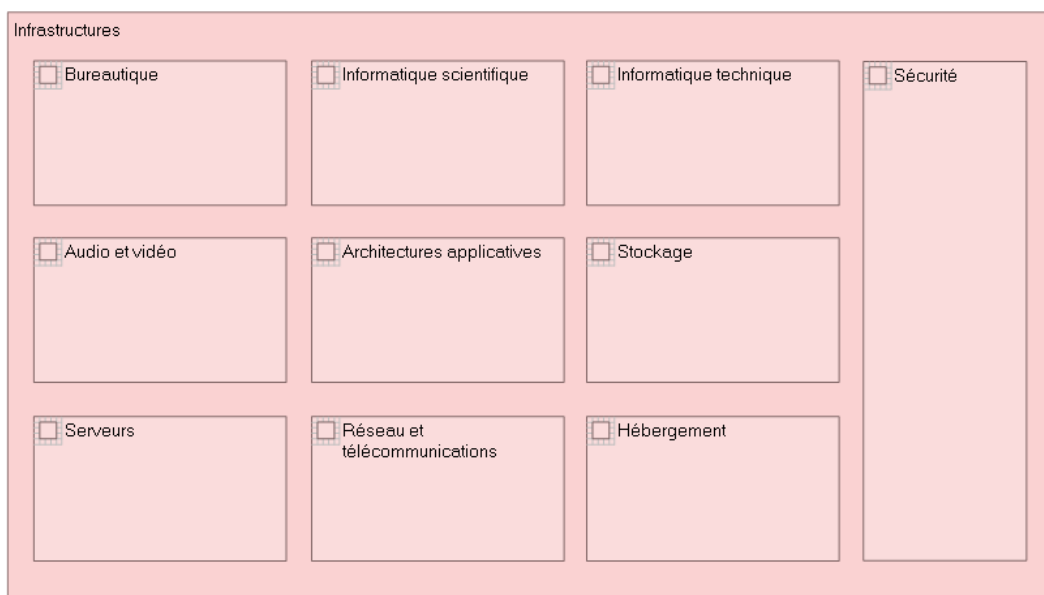 Infrastructures
Bureautique
Informatique scientifique
Informatique technique
Sécurité
Audio et vidéo
Architectures applicatives
Stockage
Serveurs
Réseau et
télécommunications
Hébergement